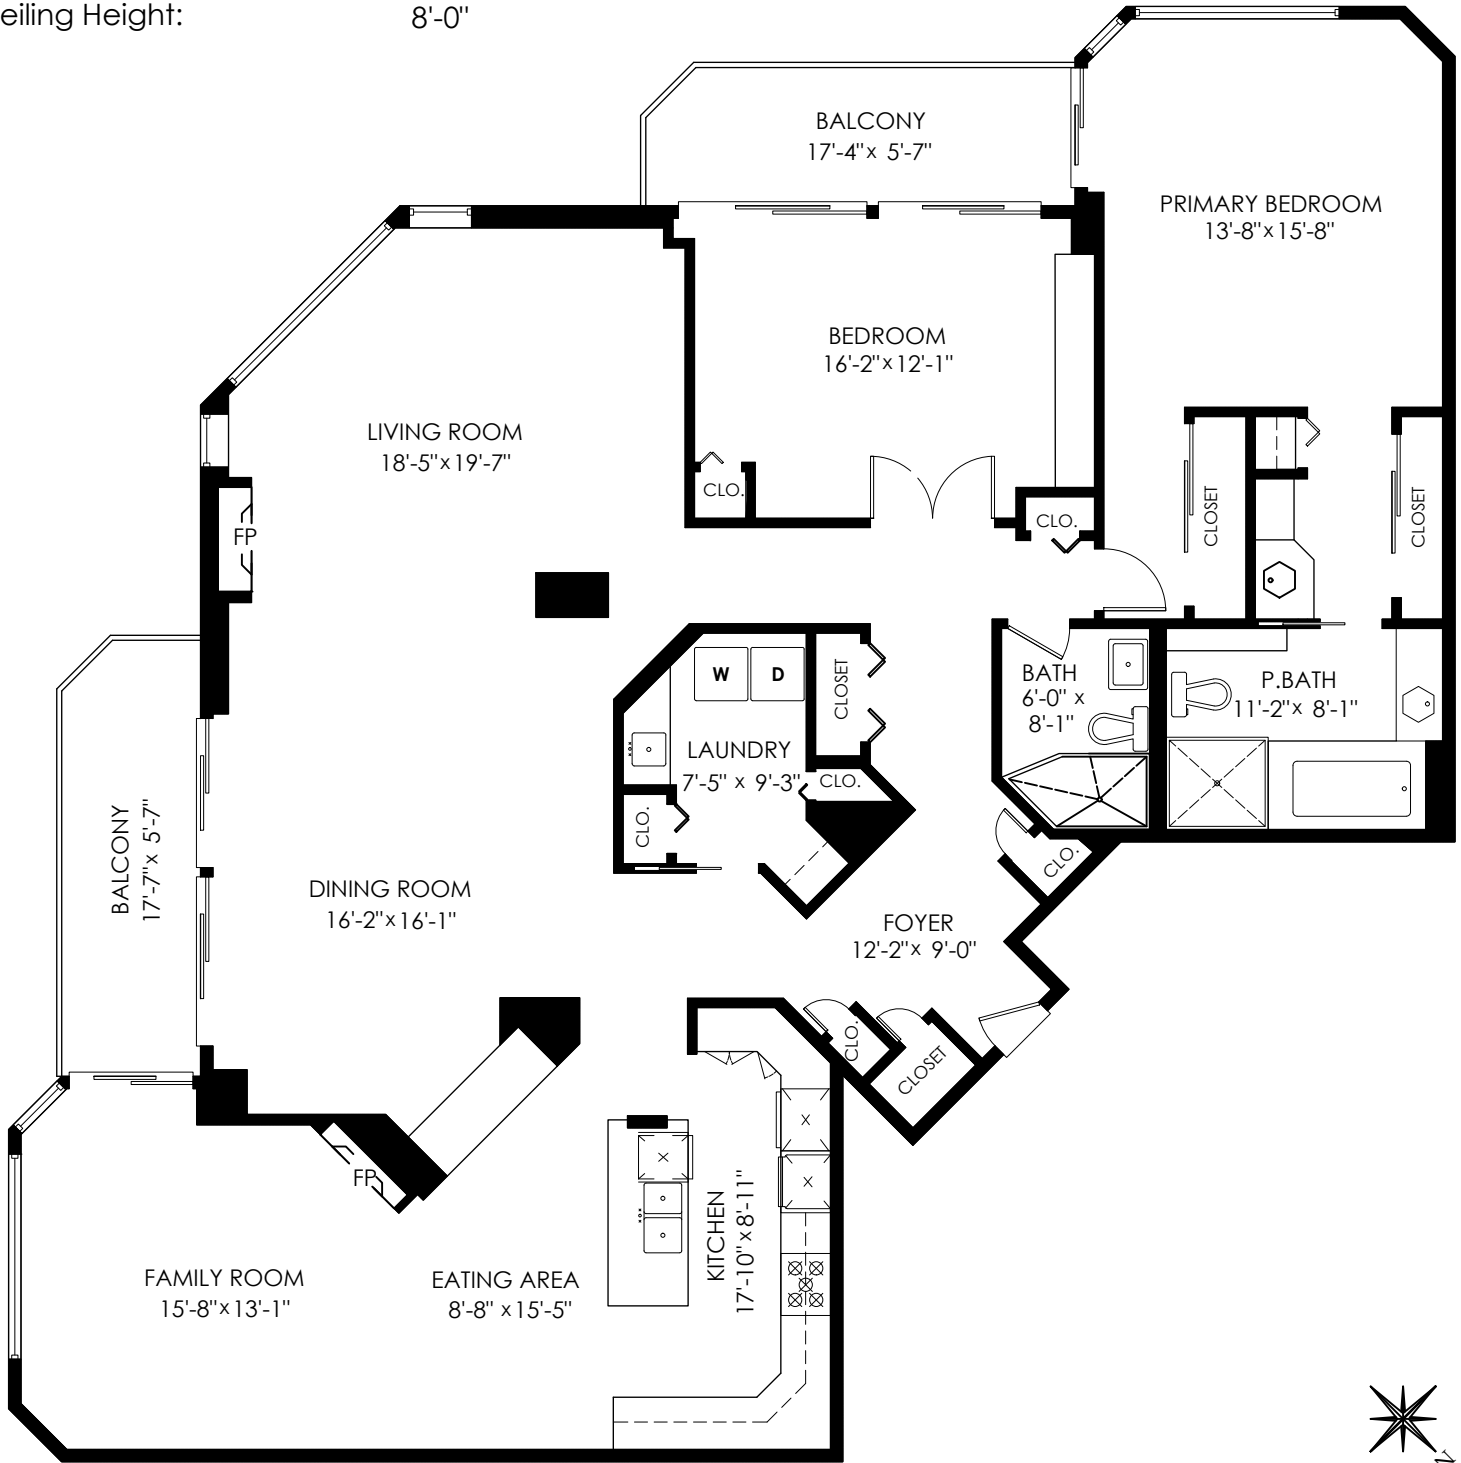 eiling Height: 8'-0"
BALCONY
17'-4" x 5'-7"
PRIMARY BEDROOM
13'-8" x 15'-8"
BEDROOM
16'-2" x 12'-1"
LIVING ROOM
18'-5" x 19'-7"
CLO.
CLO.
CLOSET
CLOSET
FP
W
D
CLOSET
BATH
6'-0" x
8'-1"
P.BATH
11'-2" x 8'-1"
LAUNDRY
7'-5" x 9'-3"
CLO.
CLO.
CLO.
BALCONY
17'-7" x 5'-7"
DINING ROOM
16'-2" x 16'-1"
FOYER
12'-2" x 9'-0"
CLO.
CLOSET
FP
KITCHEN
17'-10" x 8'-11"
FAMILY ROOM
15'-8" x 13'-1"
EATING AREA
8'-8" x 15'-5"
N